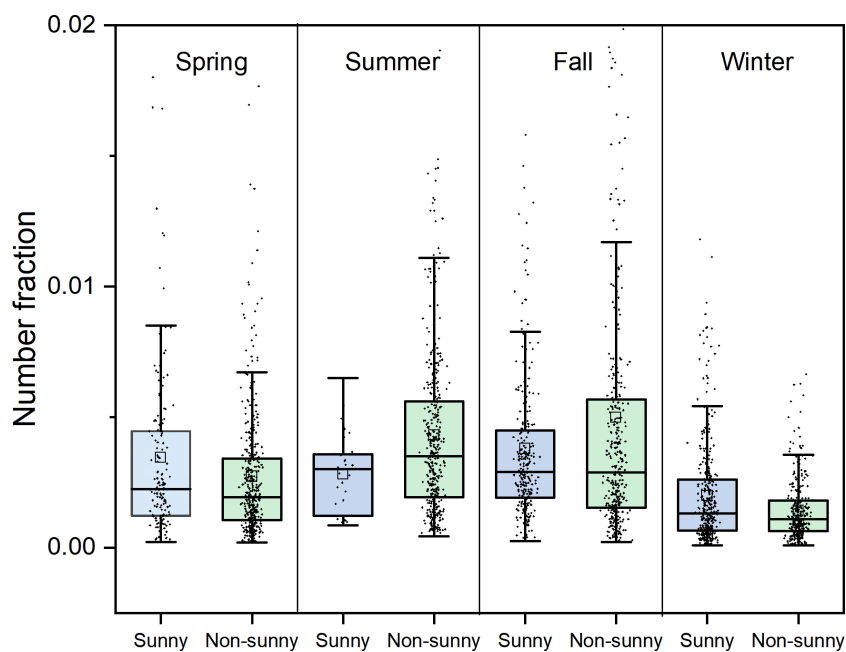 0.02
Spring
Summer
Fall
Winter
Number fraction
0.01
0.00
Sunny Non-sunny Sunny Non-sunny Sunny Non-sunny Sunny Non-sunny